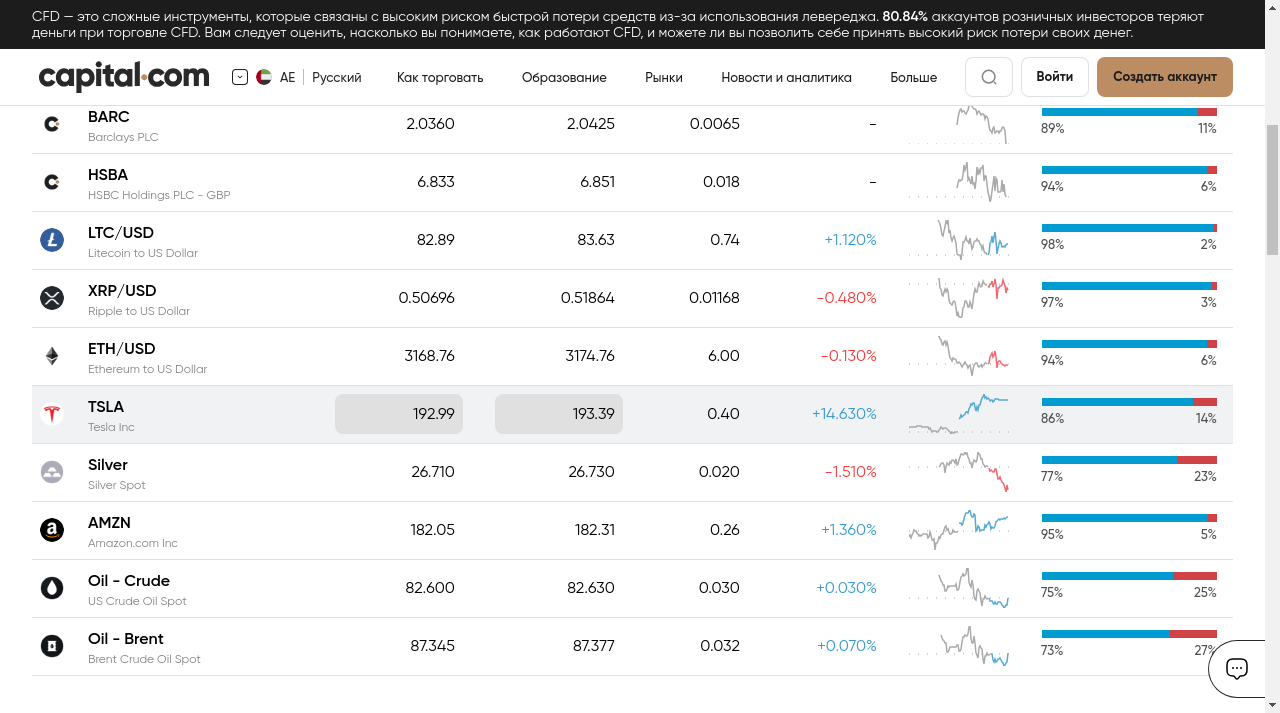 CFD — это сложные инструменты, которые связаны с высоким риском быстрой потери средств из-за использования левереджа. 80.84% аккаунтов розничных инвесторов теряют
деньги при торговле CFD. Вам следует оценить, насколько вы понимаете, как работают CFD, и можете ли вы позволить себе принять высокий риск потери своих денег.
capital.com AE Русский Как торговать Образование Рынки Новости и аналитика Больше Войти Создать аккаунт
BARC 2.0360 2.0425 0.0065 -
Barclays PLC 89% 11%
HSBA 6.833 6.851 0.018 -
HSBC Holdings PLC - GBP 94% 6%
LTC/USD 82.89 83.63 0.74 +1.120%
Litecoin to US Dollar 98% 2%
XRP/USD 0.50696 0.51864 0.01168 -0.480%
Ripple to US Dollar 97% 3%
ETH/USD 3168.76 3174.76 6.00 -0.130%
Ethereum to US Dollar 94% 6%
TSLA 192.99 193.39 0.40 +14.630%
Tesla Inc 86% 14%
Silver 26.710 26.730 0.020 -1.510%
Silver Spot 77% 23%
AMZN 182.05 182.31 0.26 +1.360%
Amazon.com Inc 95% 5%
Oil - Crude 82.600 82.630 0.030 +0.030%
US Crude Oil Spot 75% 25%
Oil - Brent 87.345 87.377 0.032 +0.070%
Brent Crude Oil Spot 73% 27%